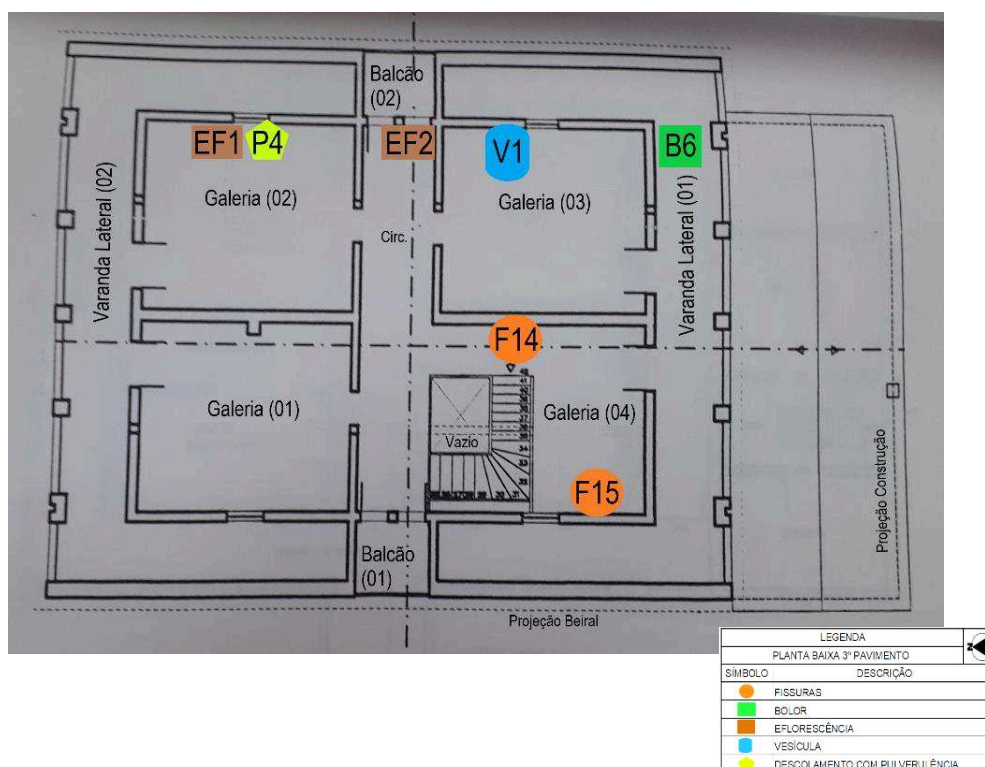 Balcão
(02)
EF1
P4
EF2
V1
B6
Galeria (02)
Galeria (03)
Varanda Lateral (02)
Varanda Lateral (01)
Circ.
F14
Galeria (01)
Galeria (04)
Vazio
F15
Projeção Construção
Balcão
(01)
Projeção Beiral
LEGENDA
PLANTA BAIXA 3º PAVIMENTO
N
SÍMBOLO DESCRIÇÃO
FISSURAS
BOLOR
EFLORESCÊNCIA
VESÍCULA
DESCOLAMENTO COM PULVERULÊNCIA